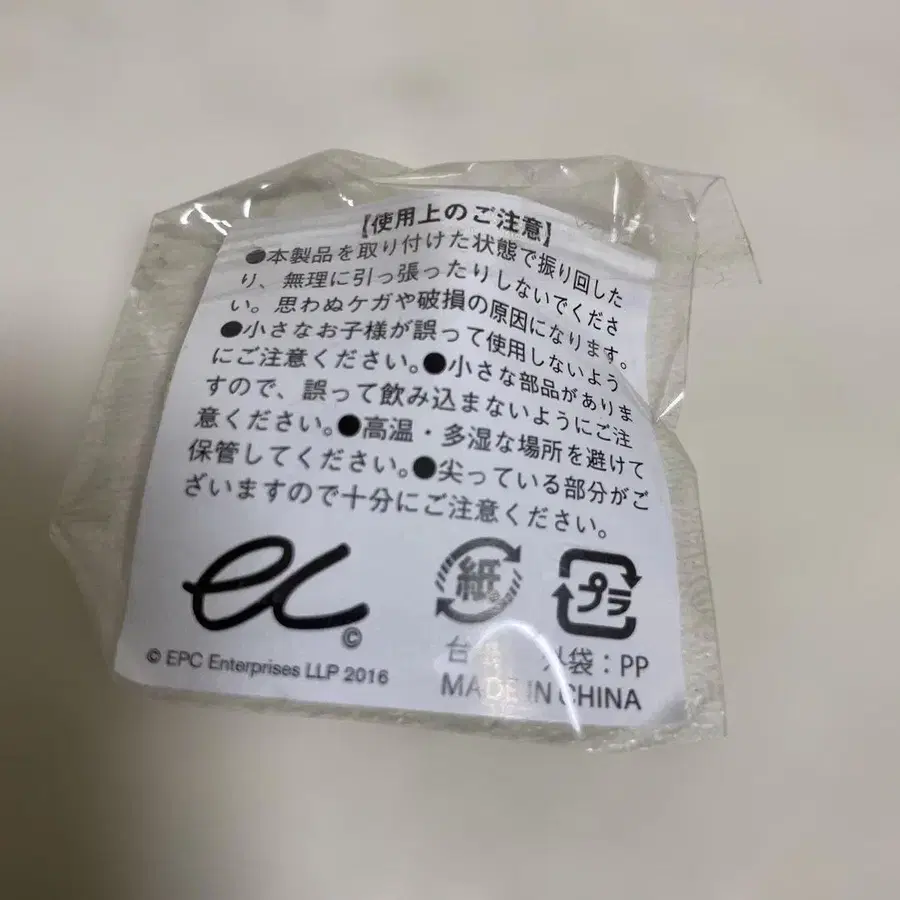 【使用上のご注意】
●本製品を取り付けた状態で振り回した
り、無理に引っ張ったりしないでくださ
い。思わぬケガや破損の原因になります。
●小さなお子様が誤って使用しないよう
にご注意ください。●小さな部品がありま
すので、誤って飲み込まないようにご注
意ください。●高温・多湿な場所を避けて
保管してください。●尖っている部分がご
ざいますので十分にご注意ください。
ec ©
紙 プラ
台 外袋：PP
© EPC Enterprises LLP 2016
MADE IN CHINA